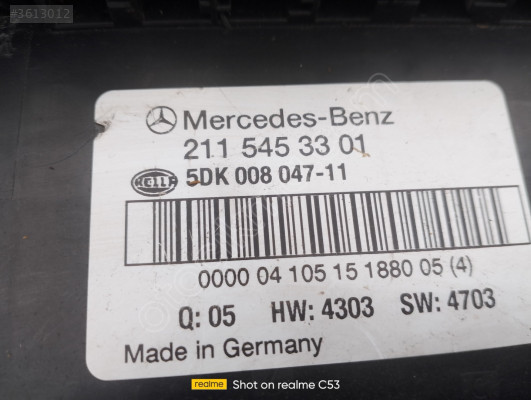 #3613012
Mercedes-Benz
211 545 33 01
HELLA 5DK 008 047-11
0000 04 105 15 1880 05 (4)
Q: 05 HW: 4303 SW: 4703
Made in Germany
realme Shot on realme C53